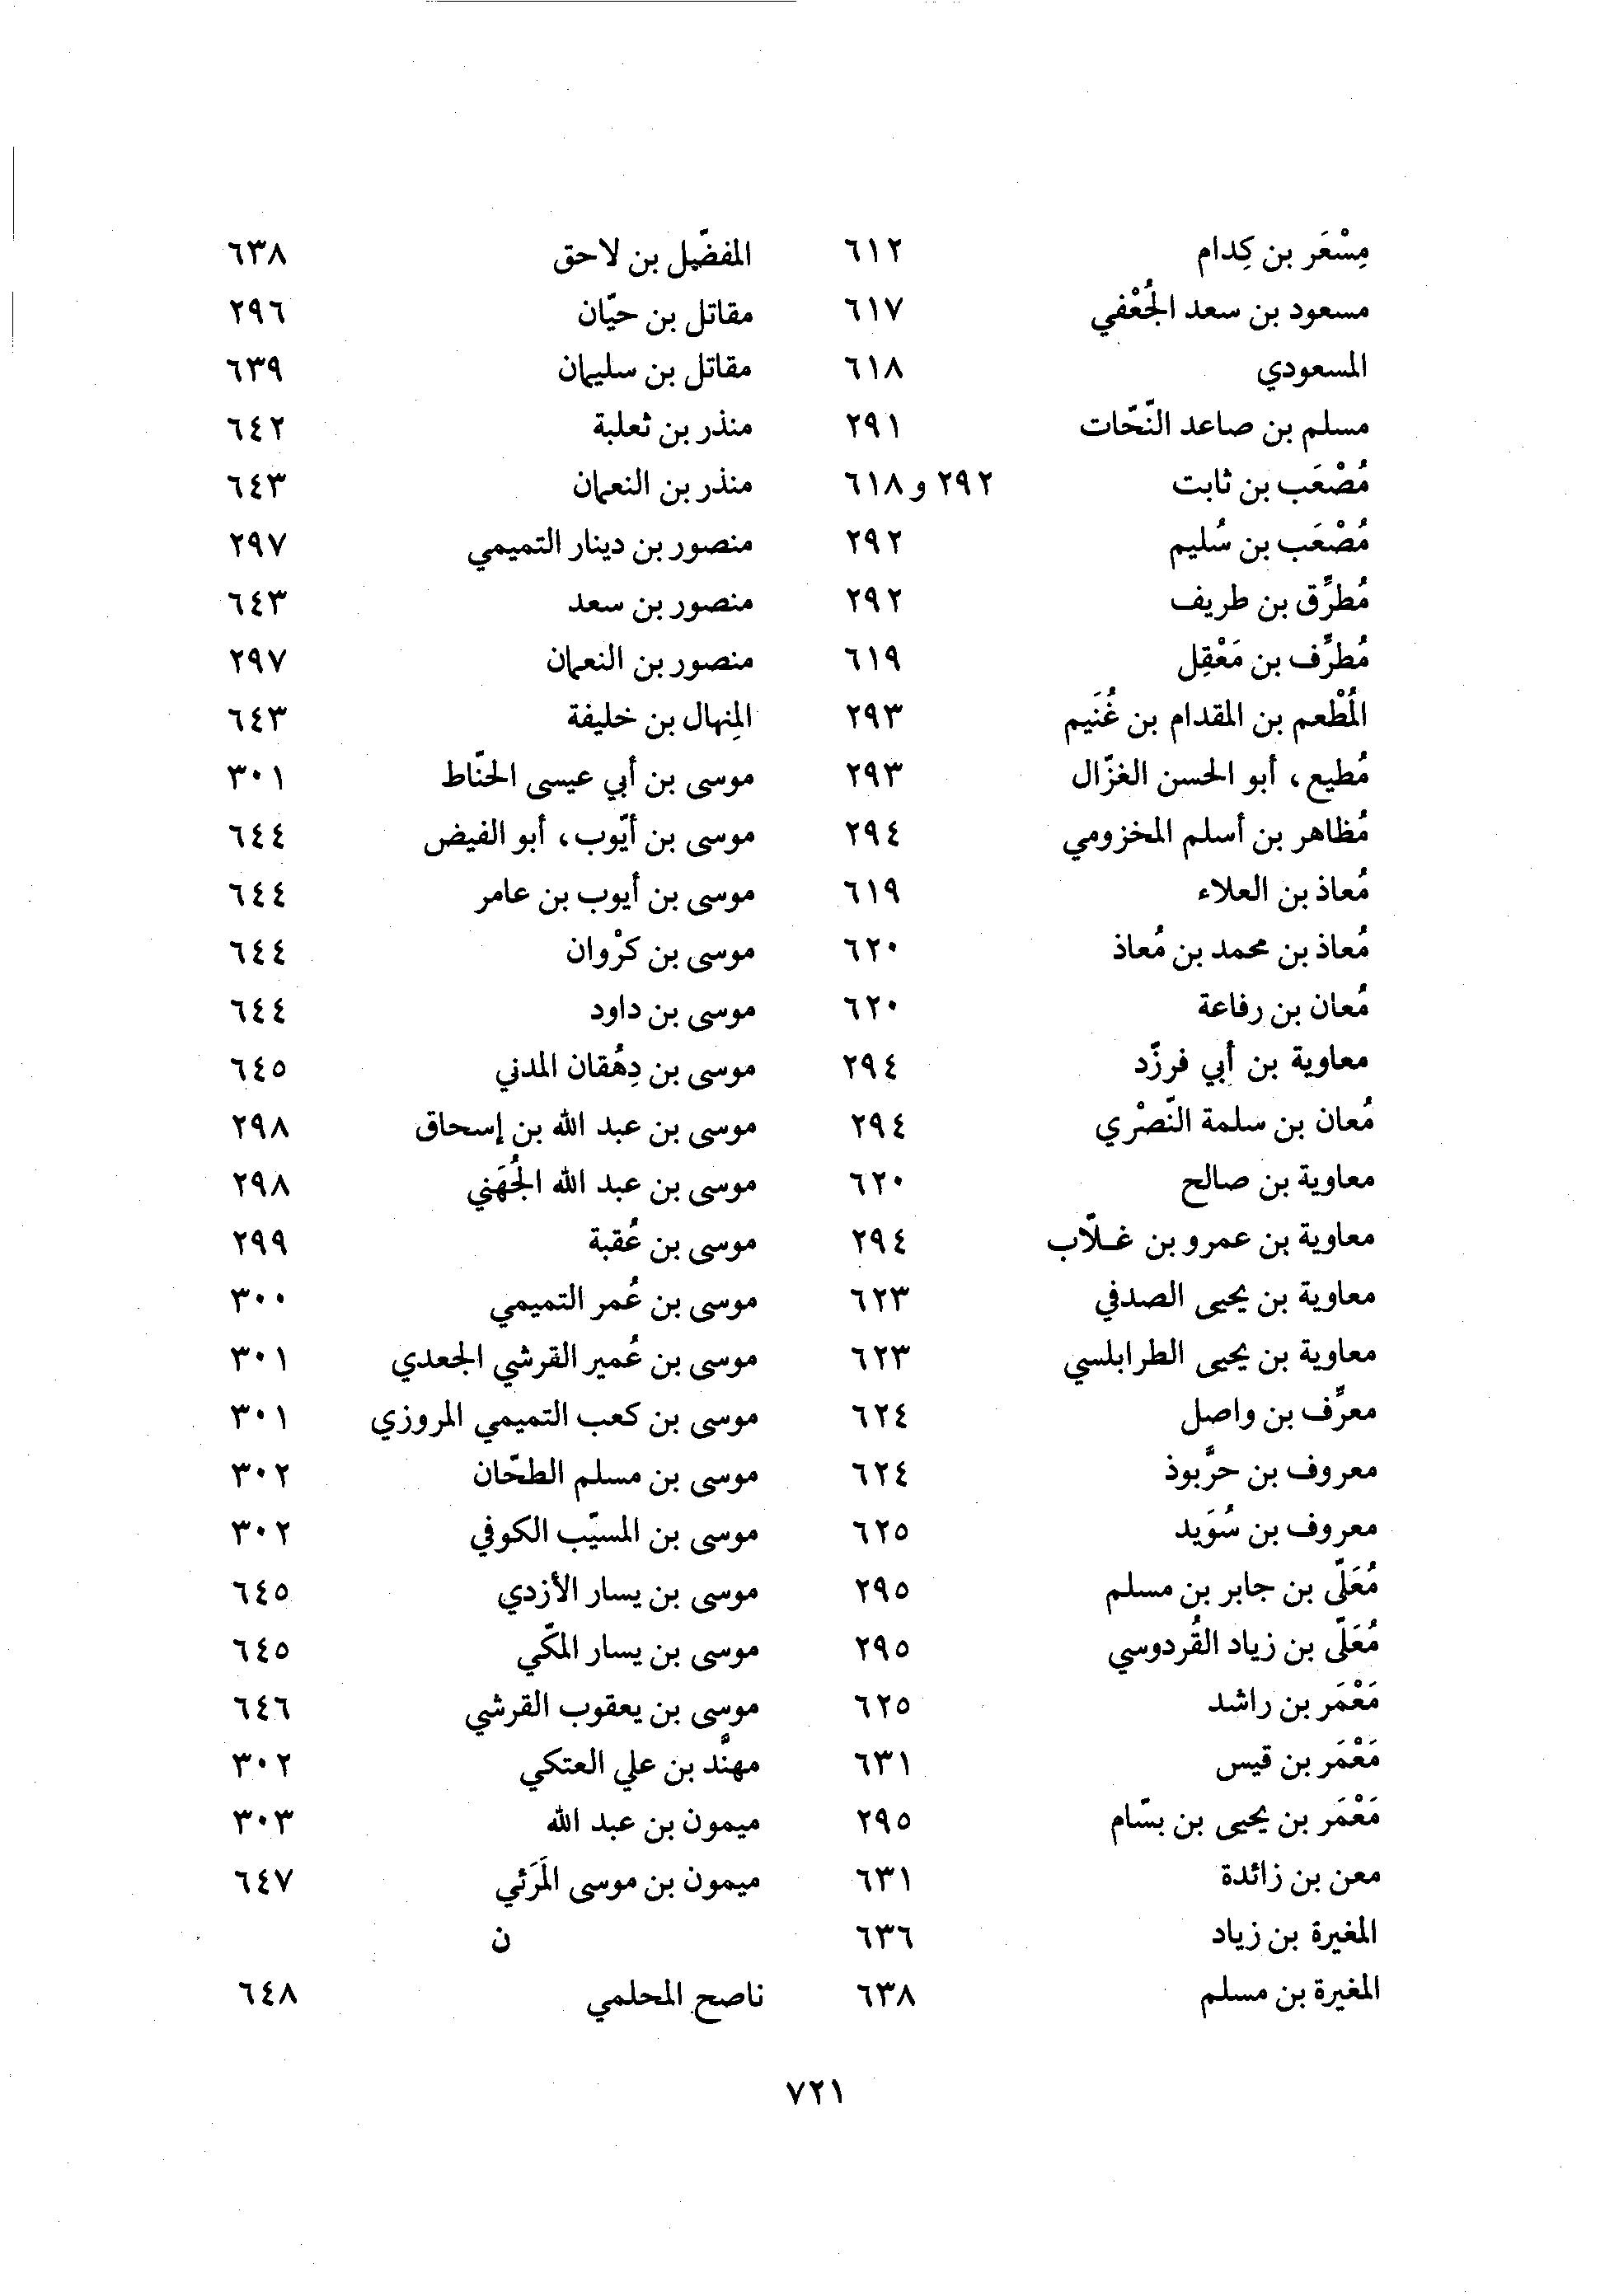 مِسْعَر بن كِدام ٦١٢
مسعود بن سعد الجُعْفي ٦١٧
المسعودي ٦١٨
مسلم بن صاعد النّحّات ٢٩١
مُصْعَب بن ثابت ٢٩٢ و ٦١٨
مُصْعَب بن سُليم ٢٩٢
مُطرِّق بن طريف ٢٩٢
مُطرِّف بن مَعْقِل ٦١٩
المُطْعم بن المقدام بن غُنَيم ٢٩٣
مُطيع، أبو الحسن الغزّال ٢٩٣
مُظاهر بن أسلم المخزومي ٢٩٤
مُعاذ بن العلاء ٦١٩
مُعاذ بن محمد بن مُعاذ ٦٢٠
مُعان بن رفاعة ٦٢٠
معاوية بن أبي فرزّد ٢٩٤
مُعان بن سلمة النّصْري ٢٩٤
معاوية بن صالح ٦٢٠
معاوية بن عمرو بن غلّاب ٢٩٤
معاوية بن يحيى الصدفي ٦٢٣
معاوية بن يحيى الطرابلسي ٦٢٣
معرِّف بن واصل ٦٢٤
معروف بن حرَّبوذ ٦٢٤
معروف بن سُوَيد ٦٢٥
مُعَلّى بن جابر بن مسلم ٢٩٥
مُعَلّى بن زياد القُردوسي ٢٩٥
مَعْمَر بن راشد ٦٢٥
مَعْمَر بن قيس ٦٣١
مَعْمَر بن يحيى بن بسّام ٢٩٥
معن بن زائدة ٦٣١
المغيرة بن زياد ٦٣٦
المغيرة بن مسلم ٦٣٨
المفضّل بن لاحق ٦٣٨
مقاتل بن حيّان ٢٩٦
مقاتل بن سليمان ٦٣٩
منذر بن ثعلبة ٦٤٢
منذر بن النعمان ٦٤٣
منصور بن دينار التميمي ٢٩٧
منصور بن سعد ٦٤٣
منصور بن النعمان ٢٩٧
المِنهال بن خليفة ٦٤٣
موسى بن أبي عيسى الحنّاط ٣٠١
موسى بن أيّوب، أبو الفيض ٦٤٤
موسى بن أيوب بن عامر ٦٤٤
موسى بن كرْوان ٦٤٤
موسى بن داود ٦٤٤
موسى بن دِهُقان المدني ٦٤٥
موسى بن عبد الله بن إسحاق ٢٩٨
موسى بن عبد الله الجُهَني ٢٩٨
موسى بن عُقبة ٢٩٩
موسى بن عُمر التميمي ٣٠٠
موسى بن عُمير القرشي الجعدي ٣٠١
موسى بن كعب التميمي المروزي ٣٠١
موسى بن مسلم الطحّان ٣٠٢
موسى بن المسيّب الكوفي ٣٠٢
موسى بن يسار الأزدي ٦٤٥
موسى بن يسار المكّي ٦٤٥
موسى بن يعقوب القرشي ٦٤٦
مهنَّد بن علي العتكي ٣٠٢
ميمون بن عبد الله ٣٠٣
ميمون بن موسى المَرَئي ٦٤٧
ن
ناصح المحلمي ٦٤٨
٧٢١